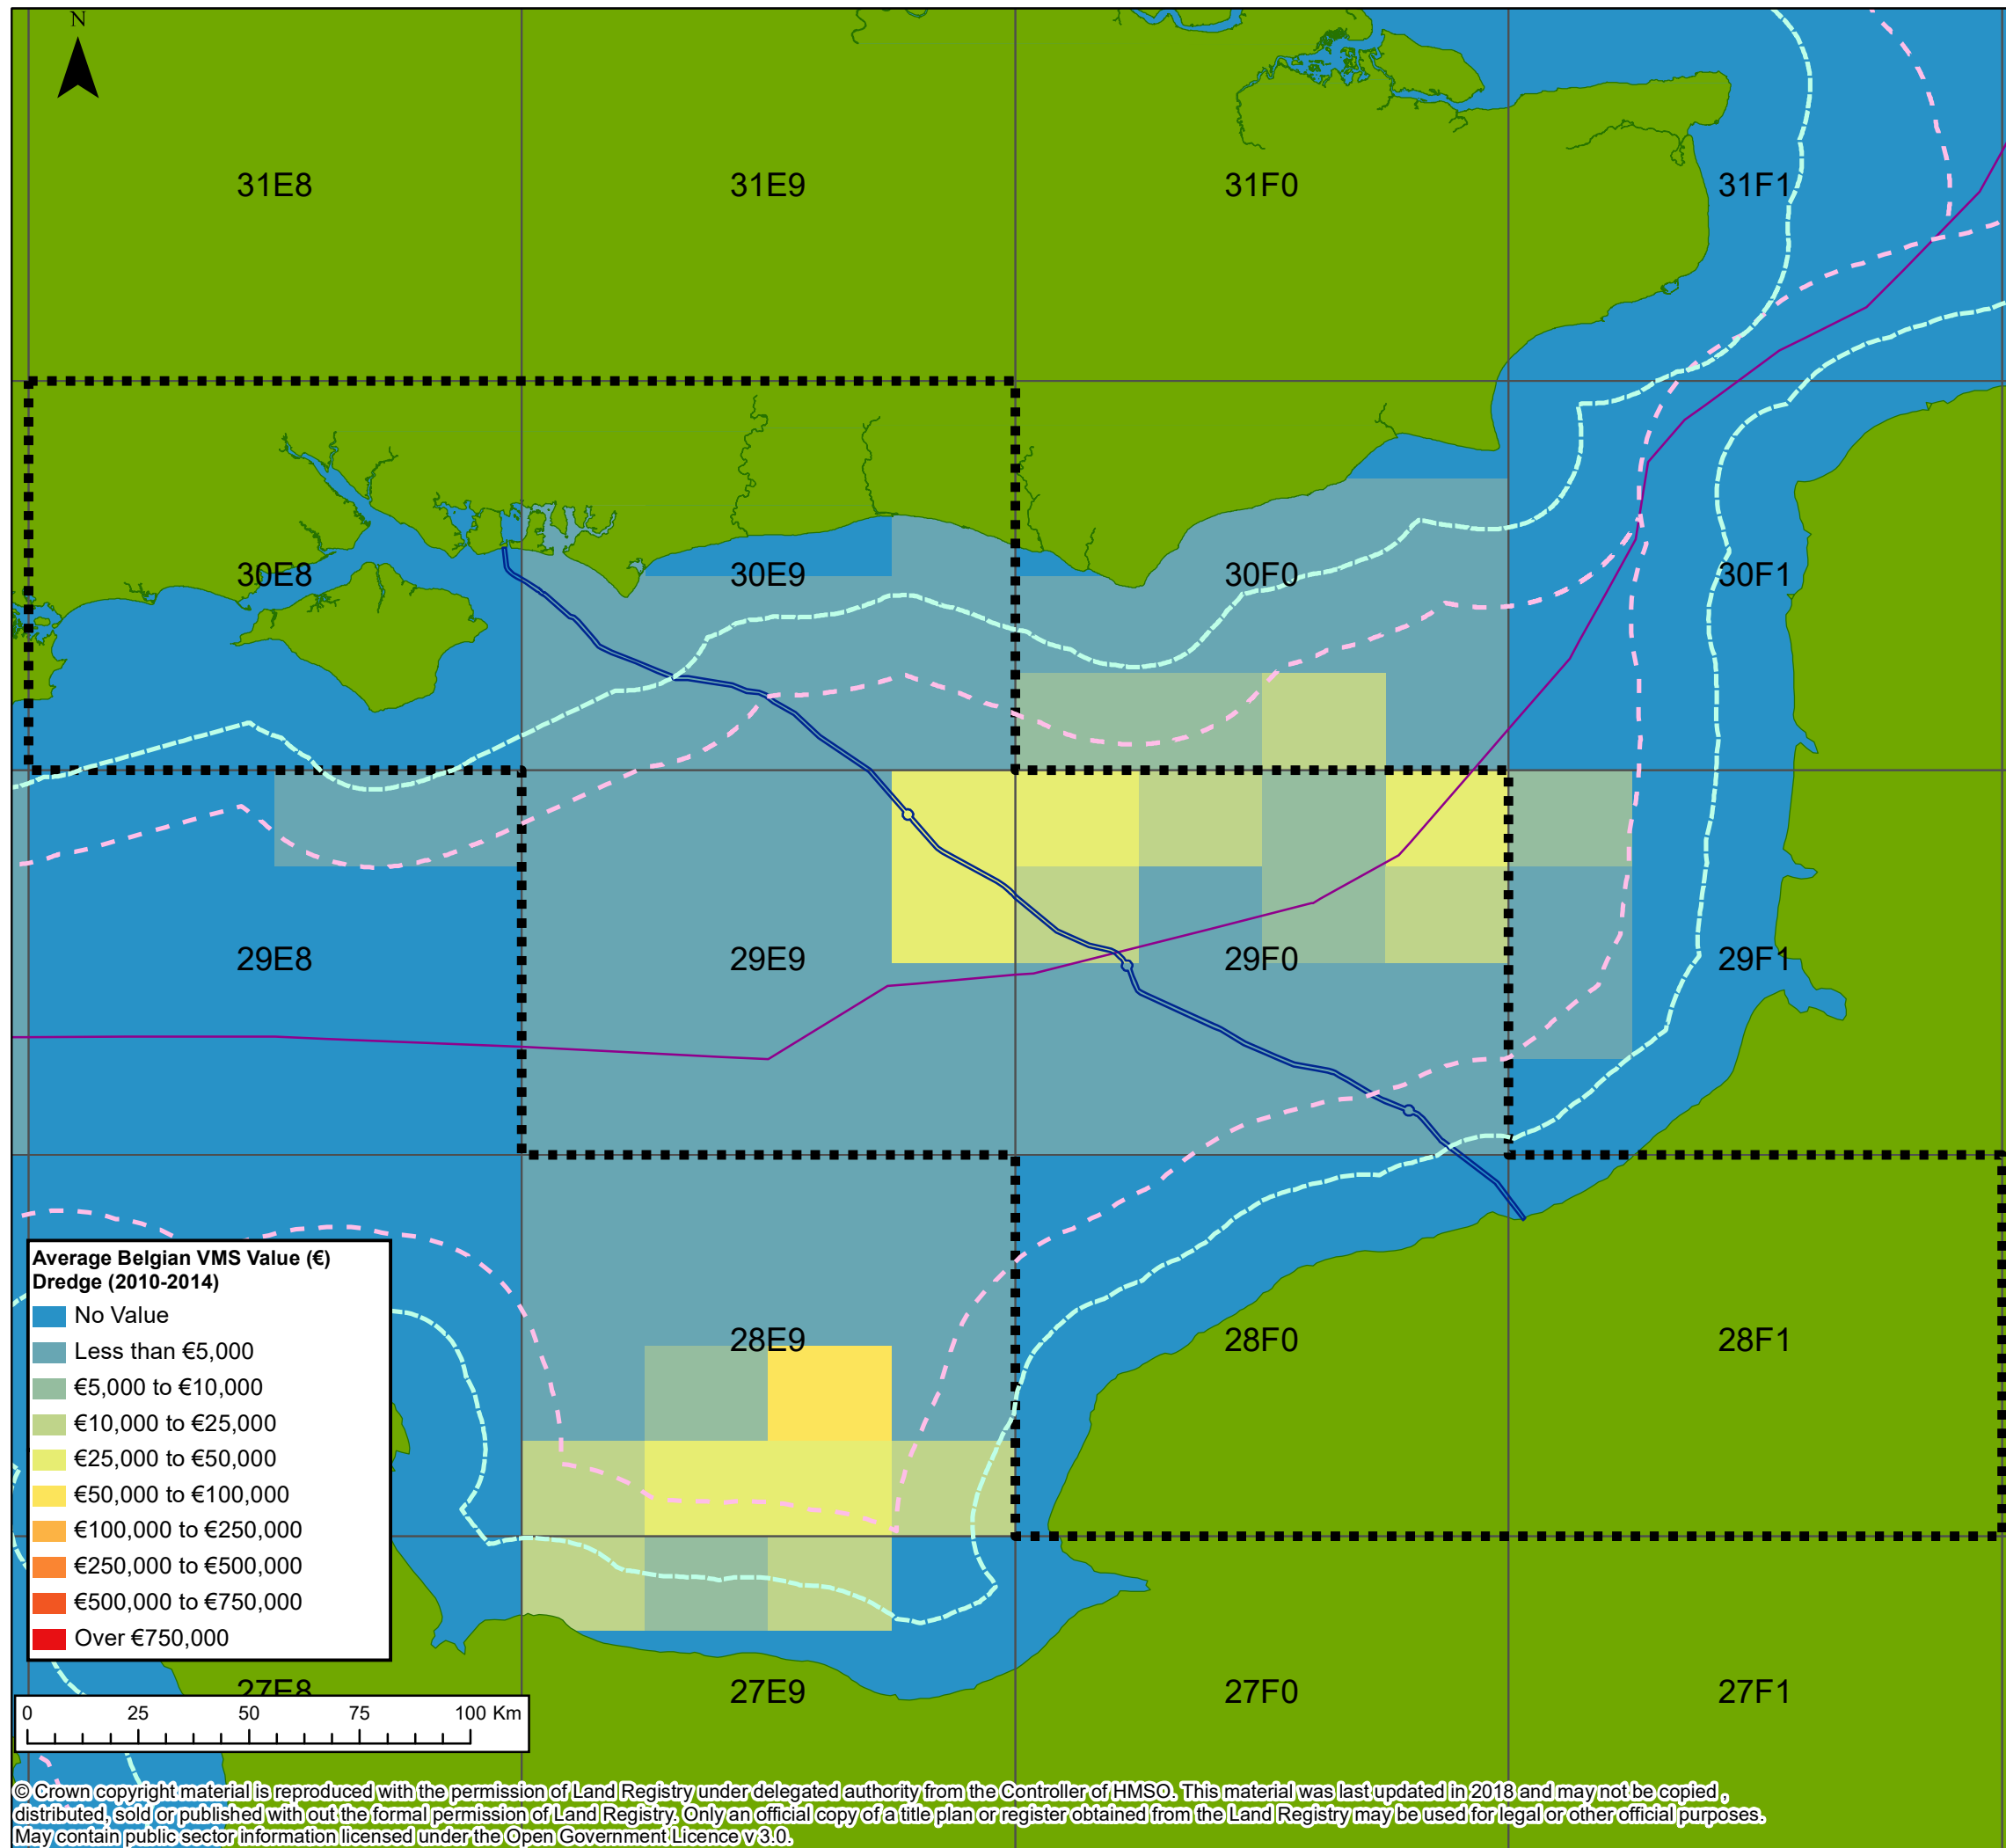 N
31E8 31E9 31F0 31F1
30E8 30E9 30F0 30F1
29E8 29E9 29F0 29F1
28E9 28F0 28F1
Average Belgian VMS Value (€)
Dredge (2010-2014)
No Value
Less than €5,000
€5,000 to €10,000
€10,000 to €25,000
€25,000 to €50,000
€50,000 to €100,000
€100,000 to €250,000
€250,000 to €500,000
€500,000 to €750,000
Over €750,000
27E8 27E9 27F0 27F1
0 25 50 75 100 Km
© Crown copyright material is reproduced with the permission of Land Registry under delegated authority from the Controller of HMSO. This material was last updated in 2018 and may not be copied ,
distributed, sold or published with out the formal permission of Land Registry. Only an official copy of a title plan or register obtained from the Land Registry may be used for legal or other official purposes.
May contain public sector information licensed under the Open Government Licence v 3.0.